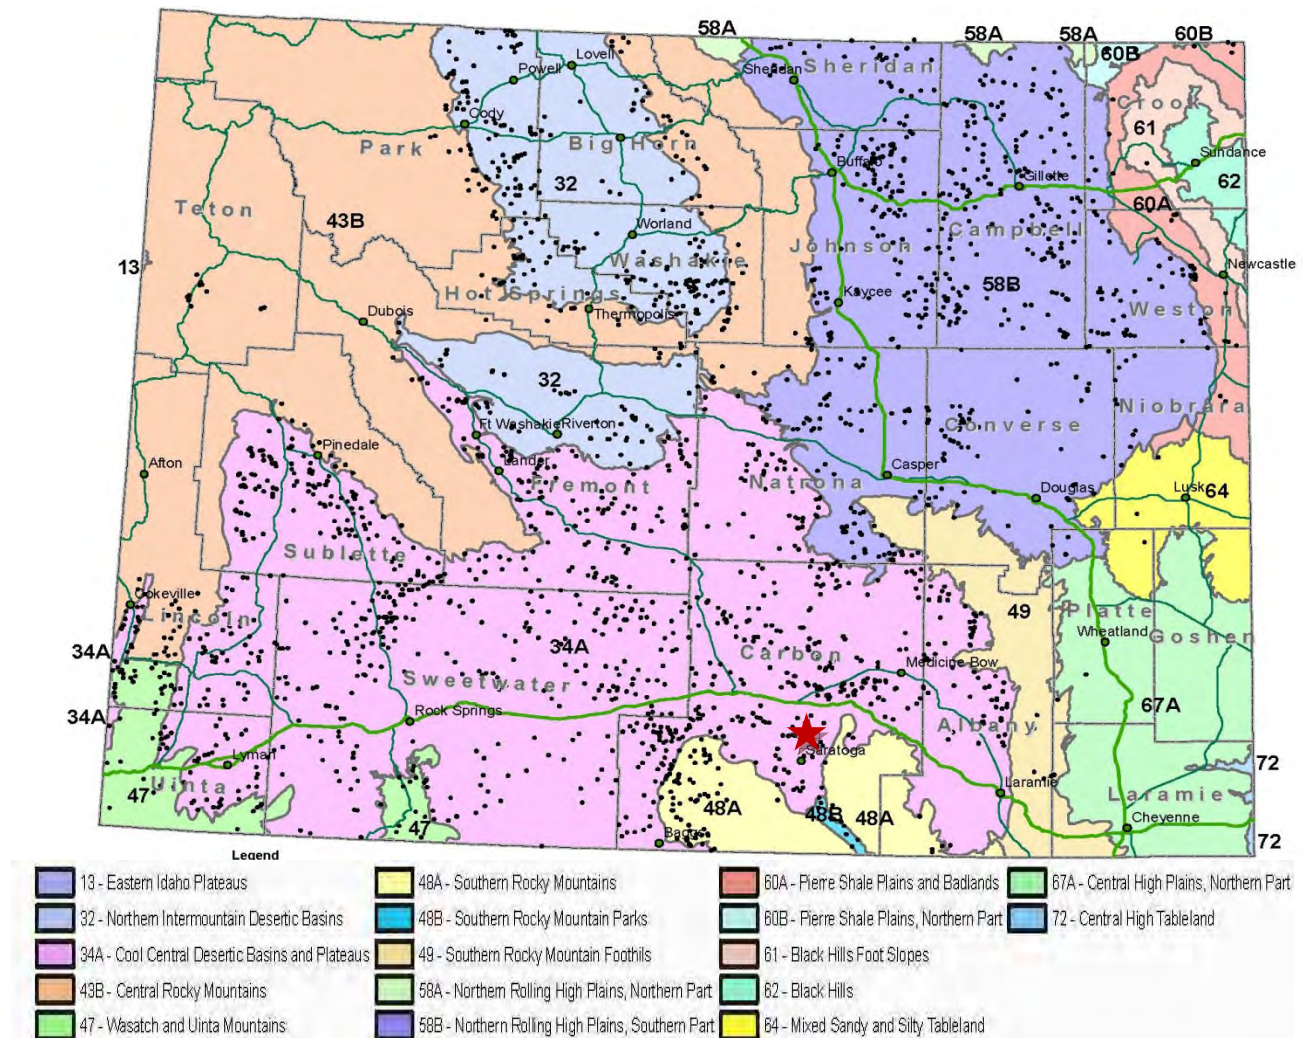 58A
58A
58A
60B
60B
Lovell
Powell
Sheridan
Sheridan
Cody
Crook
61
Park
Big Horn
Sundance
32
Buffalo
Gillette
62
Teton
43B
60A
Worland
Johnson
Campbell
13
Washakie
Newcastle
Hot Springs
58B
Kaycee
Weston
Dubois
Thermopolis
32
Niobrara
Ft Washakie
Riverton
Converse
Pinedale
Afton
Lander
Casper
Fremont
Natrona
Douglas
Lusk
64
Sublette
Cokeville
Lincoln
49
Platte
Wheatland
Goshen
34A
34A
Carbon
Medicine Bow
Sweetwater
34A
Rock Springs
67A
Albany
Lyman
Saratoga
72
Uinta
Laramie
Laramie
47
47
48A
48B
48A
Baggs
Cheyenne
72
Legend
13 - Eastern Idaho Plateaus
32 - Northern Intermountain Desertic Basins
34A - Cool Central Desertic Basins and Plateaus
43B - Central Rocky Mountains
47 - Wasatch and Uinta Mountains
48A - Southern Rocky Mountains
48B - Southern Rocky Mountain Parks
49 - Southern Rocky Mountain Foothils
58A - Northern Rolling High Plains, Northern Part
58B - Northern Rolling High Plains, Southern Part
60A - Pierre Shale Plains and Badlands
60B - Pierre Shale Plains, Northern Part
61 - Black Hills Foot Slopes
62 - Black Hills
64 - Mixed Sandy and Silty Tableland
67A - Central High Plains, Northern Part
72 - Central High Tableland